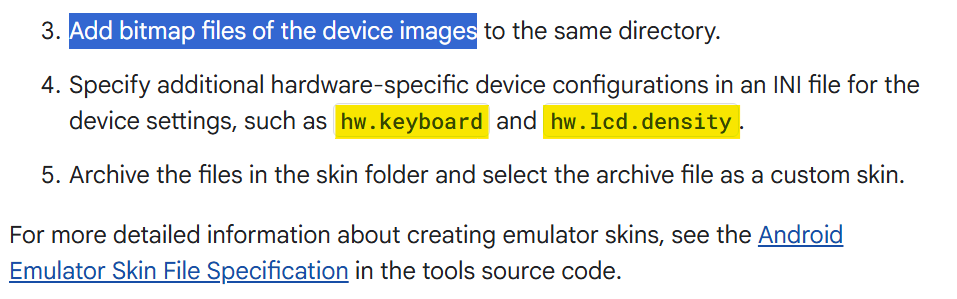 3. Add bitmap files of the device images to the same directory.
4. Specify additional hardware-specific device configurations in an INI file for the
device settings, such as hw.keyboard and hw.lcd.density.
5. Archive the files in the skin folder and select the archive file as a custom skin.
For more detailed information about creating emulator skins, see the Android
Emulator Skin File Specification in the tools source code.